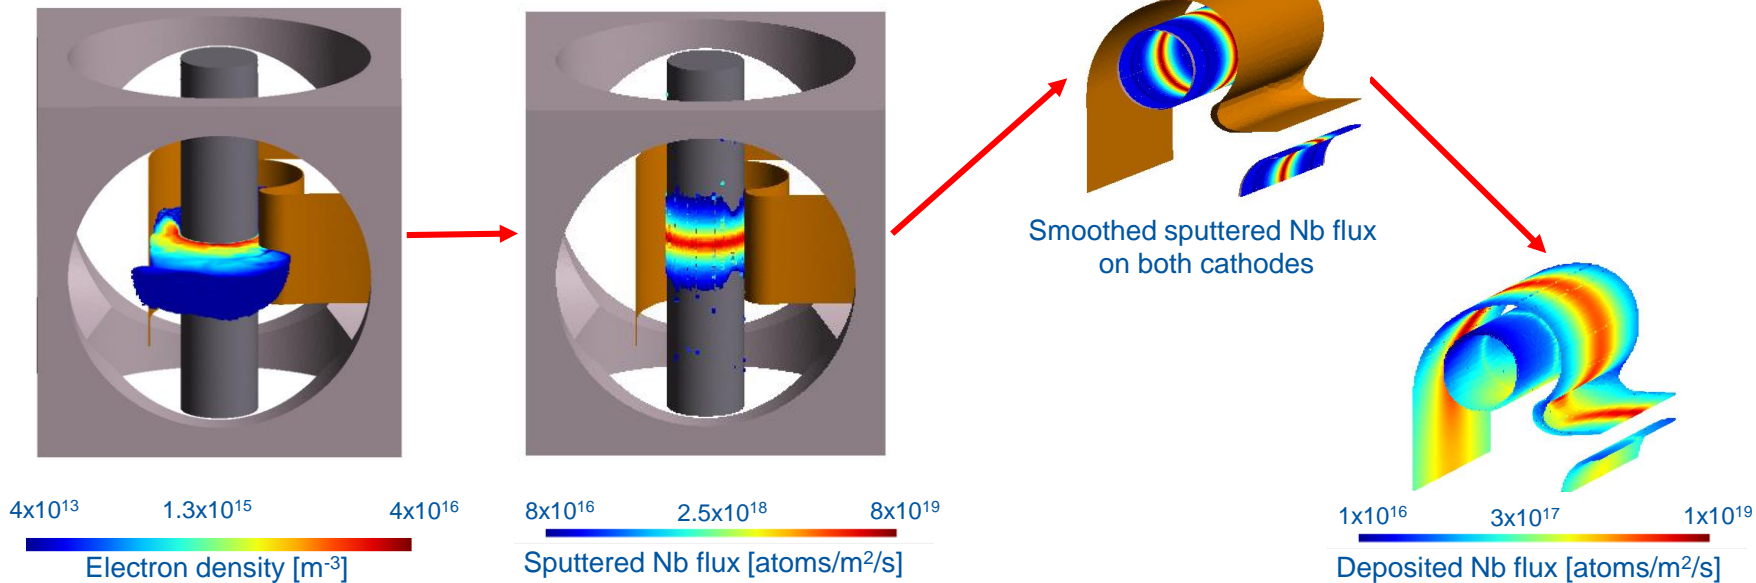 Smoothed sputtered Nb flux
on both cathodes
4x10¹³ 1.3x10¹⁵ 4x10¹⁶
Electron density [m⁻³]
8x10¹⁶ 2.5x10¹⁸ 8x10¹⁹
Sputtered Nb flux [atoms/m²/s]
1x10¹⁶ 3x10¹⁷ 1x10¹⁹
Deposited Nb flux [atoms/m²/s]